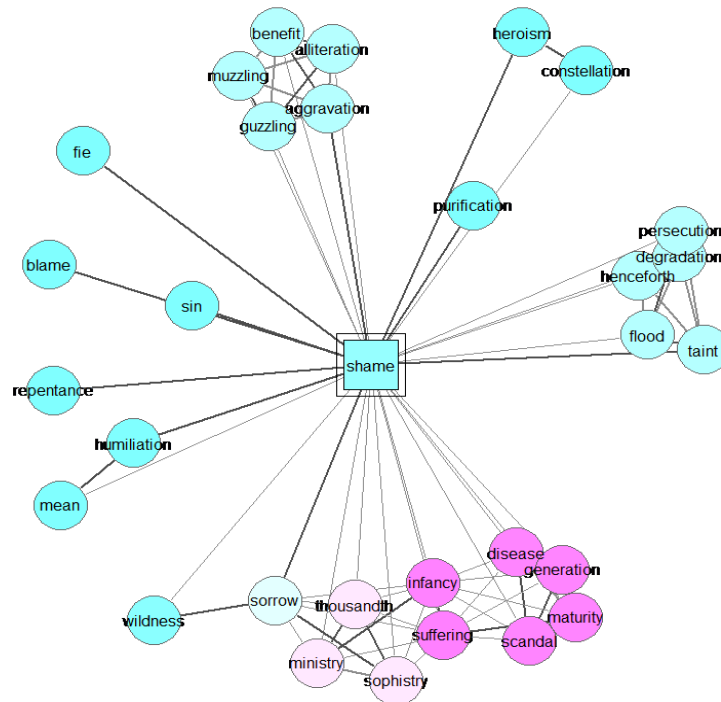 benefit
heroism
alliteration
constellation
muzzling
aggravation
guzzling
fie
purification
persecution
degradation
blame
henceforth
sin
flood
taint
shame
repentance
humiliation
mean
disease
generation
infancy
sorrow
thousandth
maturity
wildness
suffering
scandal
ministry
sophistry